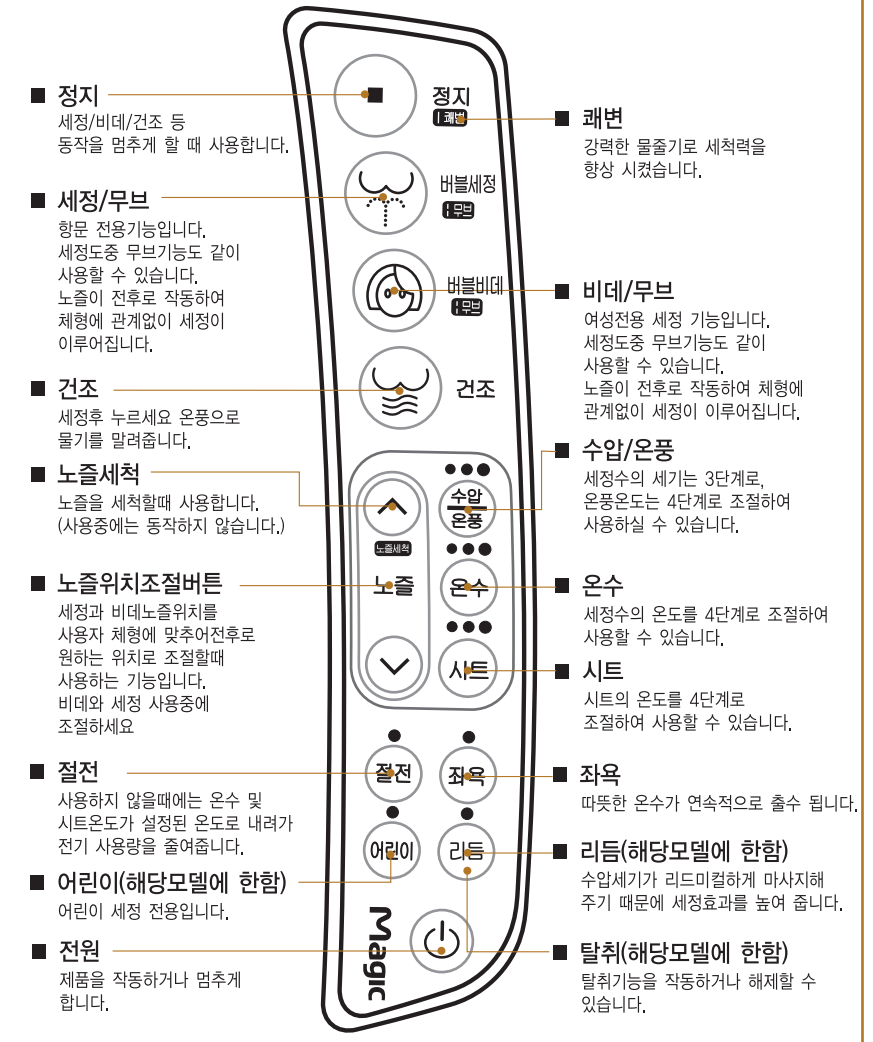 ■ 정지
세정/비데/건조 등
동작을 멈추게 할 때 사용합니다.
■ 세정/무브
항문 전용기능입니다.
세정도중 무브기능도 같이
사용할 수 있습니다.
노즐이 전후로 작동하여
체형에 관계없이 세정이
이루어집니다.
■ 건조
세정후 누르세요 온풍으로
물기를 말려줍니다.
■ 노즐세척
노즐을 세척할때 사용합니다.
(사용중에는 동작하지 않습니다.)
■ 노즐위치조절버튼
세정과 비데노즐위치를
사용자 체형에 맞추어전후로
원하는 위치로 조절할때
사용하는 기능입니다.
비데와 세정 사용중에
조절하세요
■ 절전
사용하지 않을때에는 온수 및
시트온도가 설정된 온도로 내려가
전기 사용량을 줄여줍니다.
■ 어린이(해당모델에 한함)
어린이 세정 전용입니다.
■ 전원
제품을 작동하거나 멈추게
합니다.
정지
쾌변
버블세정
무브
버블비데
무브
건조
수압
온풍
노즐세척
노즐
온수
시트
절전
좌욕
어린이
리듬
Magic
■ 쾌변
강력한 물줄기로 세척력을
향상 시켰습니다.
■ 비데/무브
여성전용 세정 기능입니다.
세정도중 무브기능도 같이
사용할 수 있습니다.
노즐이 전후로 작동하여 체형에
관계없이 세정이 이루어집니다.
■ 수압/온풍
세정수의 세기는 3단계로,
온풍온도는 4단계로 조절하여
사용하실 수 있습니다.
■ 온수
세정수의 온도를 4단계로 조절하여
사용할 수 있습니다.
■ 시트
시트의 온도를 4단계로
조절하여 사용할 수 있습니다.
■ 좌욕
따뜻한 온수가 연속적으로 출수 됩니다.
■ 리듬(해당모델에 한함)
수압세기가 리드미컬하게 마사지해
주기 때문에 세정효과를 높여 줍니다.
■ 탈취(해당모델에 한함)
탈취기능을 작동하거나 해제할 수
있습니다.